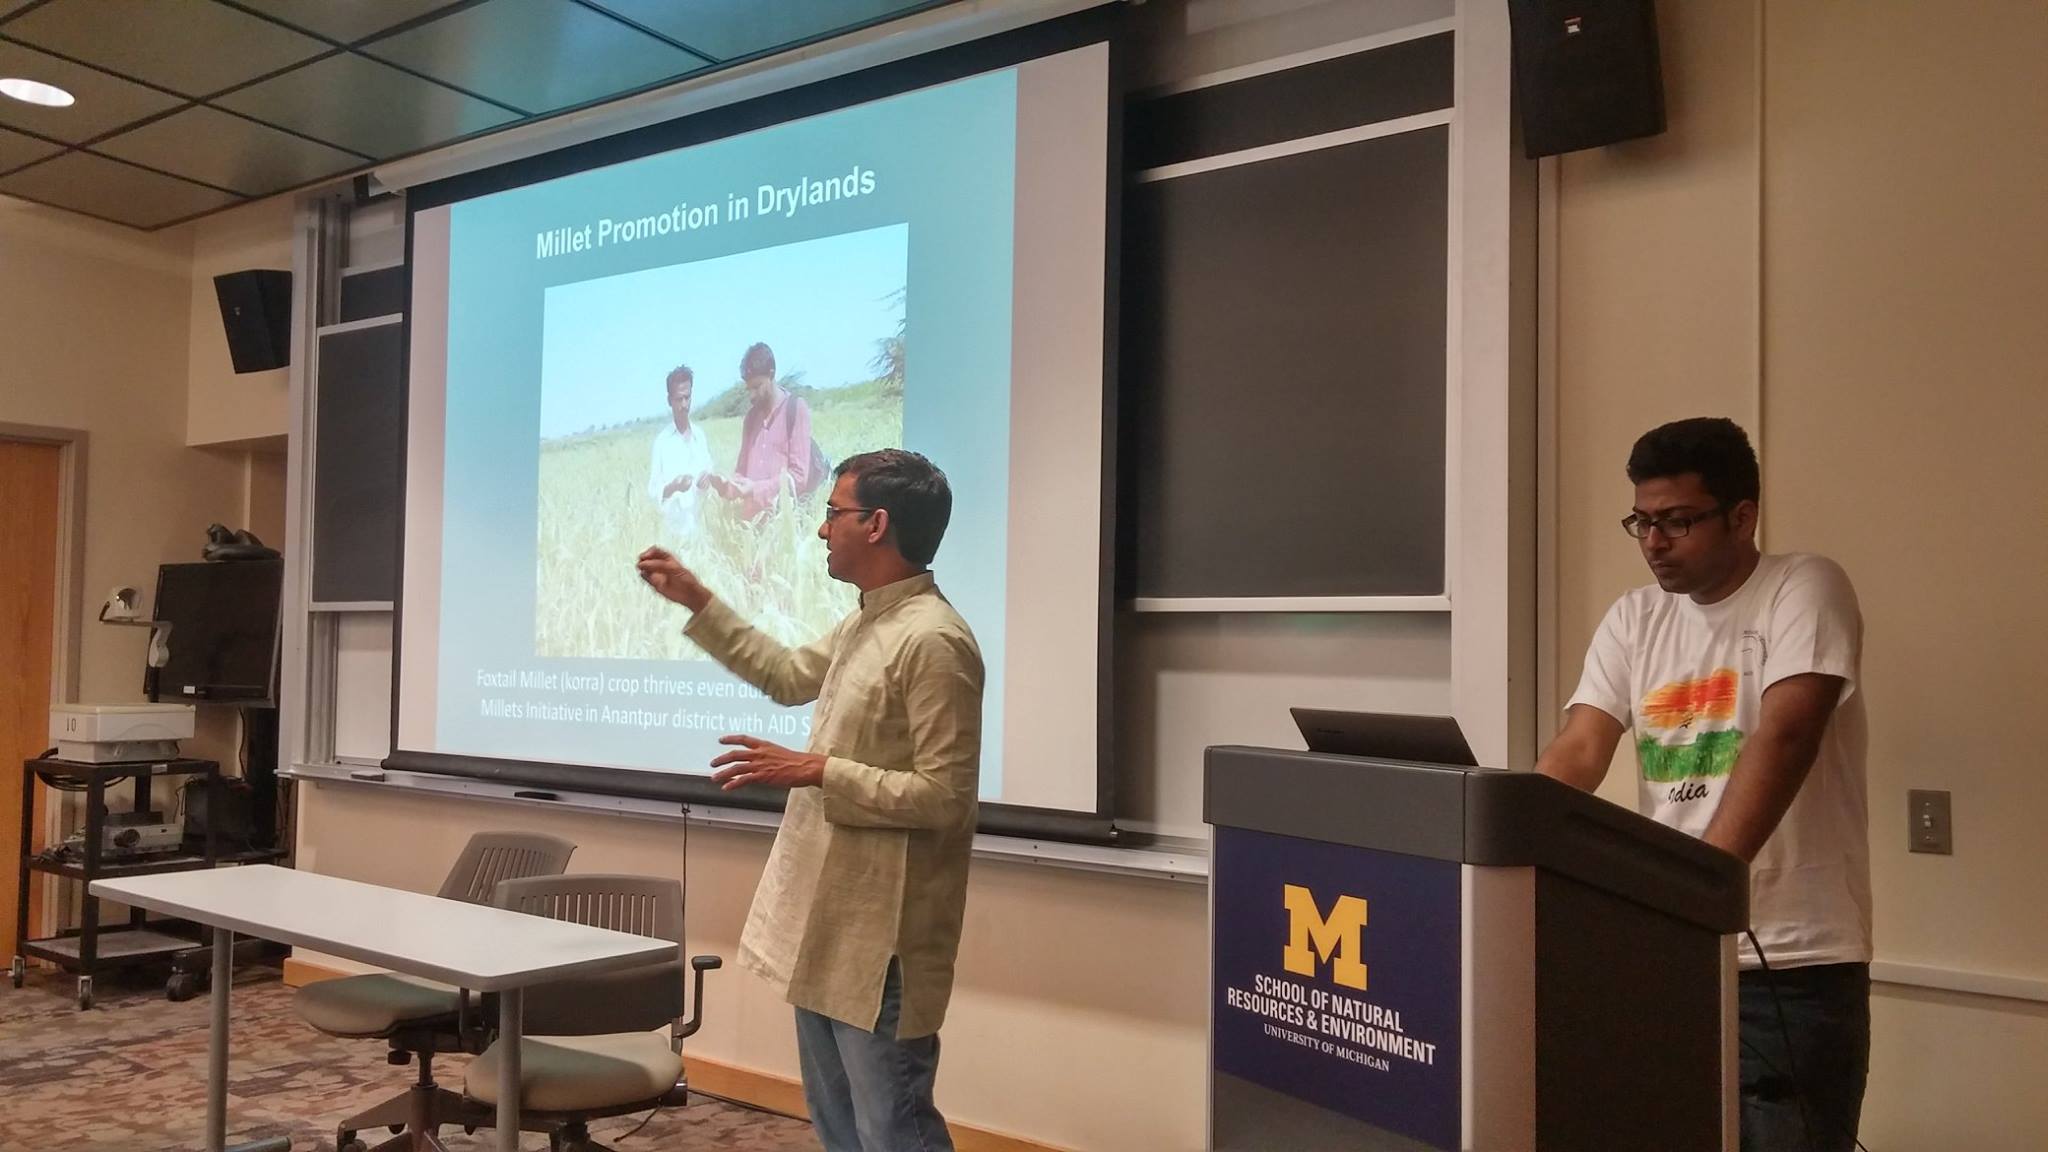 Millet Promotion in Drylands
Foxtail Millet (korra) crop thrives even
Millets Initiative in Anantpur district with AID
10
India
M
SCHOOL OF NATURAL
RESOURCES & ENVIRONMENT
UNIVERSITY OF MICHIGAN